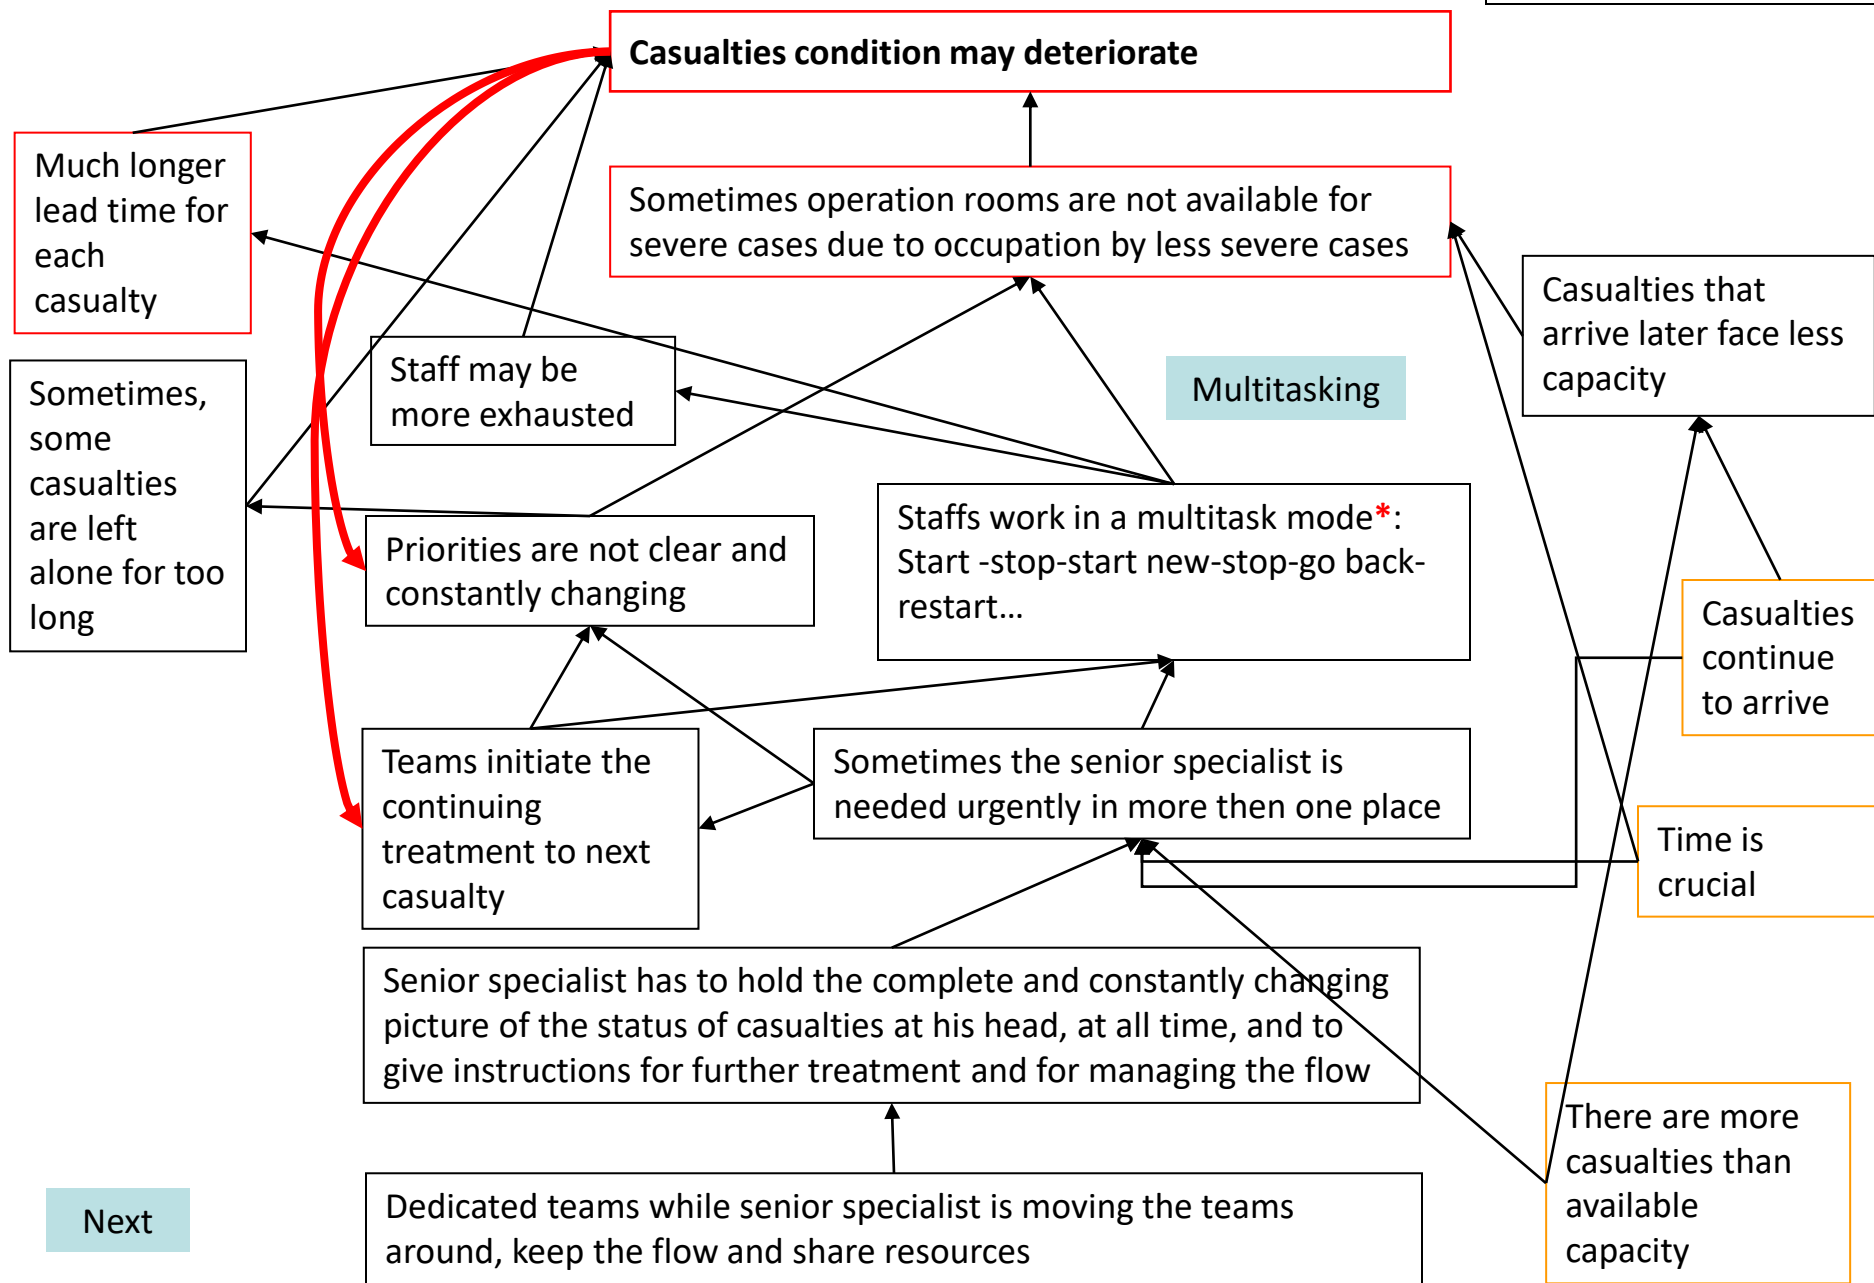 Casualties condition may deteriorate
Much longer
lead time for
each
casualty
Sometimes operation rooms are not available for
severe cases due to occupation by less severe cases
Casualties that
arrive later face less
capacity
Staff may be
more exhausted
Multitasking
Sometimes,
some
casualties
are left
alone for too
long
Priorities are not clear and
constantly changing
Staffs work in a multitask mode*:
Start -stop-start new-stop-go back-
restart...
Casualties
continue
to arrive
Teams initiate the
continuing
treatment to next
casualty
Sometimes the senior specialist is
needed urgently in more then one place
Time is
crucial
Senior specialist has to hold the complete and constantly changing
picture of the status of casualties at his head, at all time, and to
give instructions for further treatment and for managing the flow
There are more
casualties than
available
capacity
Dedicated teams while senior specialist is moving the teams
around, keep the flow and share resources
Next